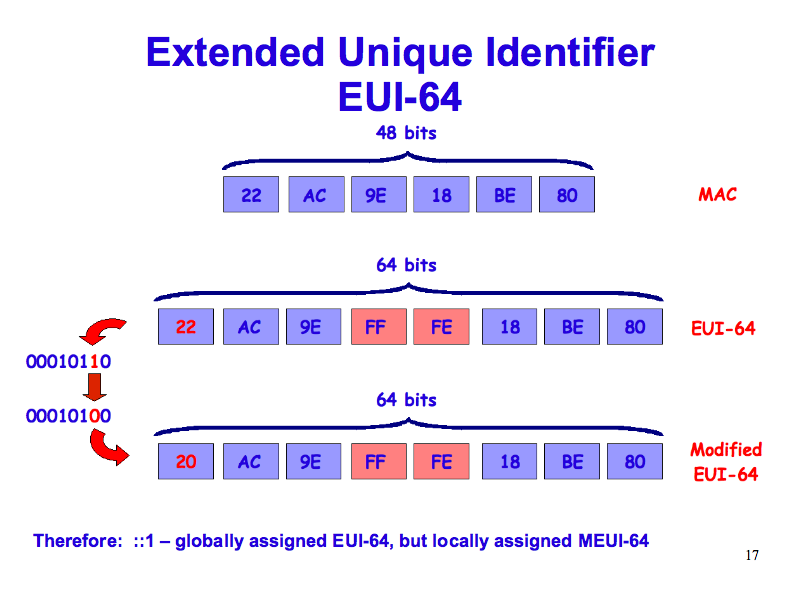 Extended Unique Identifier
EUI-64
48 bits
22 AC 9E 18 BE 80 MAC
64 bits
22 AC 9E FF FE 18 BE 80 EUI-64
00010110
64 bits
00010100
20 AC 9E FF FE 18 BE 80 Modified
EUI-64
Therefore: ::1 – globally assigned EUI-64, but locally assigned MEUI-64
17